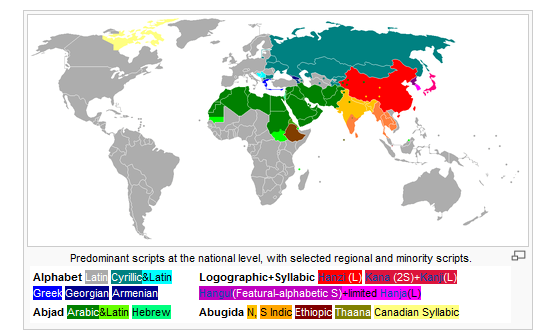 Predominant scripts at the national level, with selected regional and minority scripts.
Alphabet Latin Cyrillic&Latin
Greek Georgian Armenian
Abjad Arabic&Latin Hebrew
Logographic+Syllabic Hanzi (L) Kana (2S)+Kanji (L)
Hangul (Featural-alphabetic S)+limited Hanja (L)
Abugida N, S Indic Ethiopic Thaana Canadian Syllabic